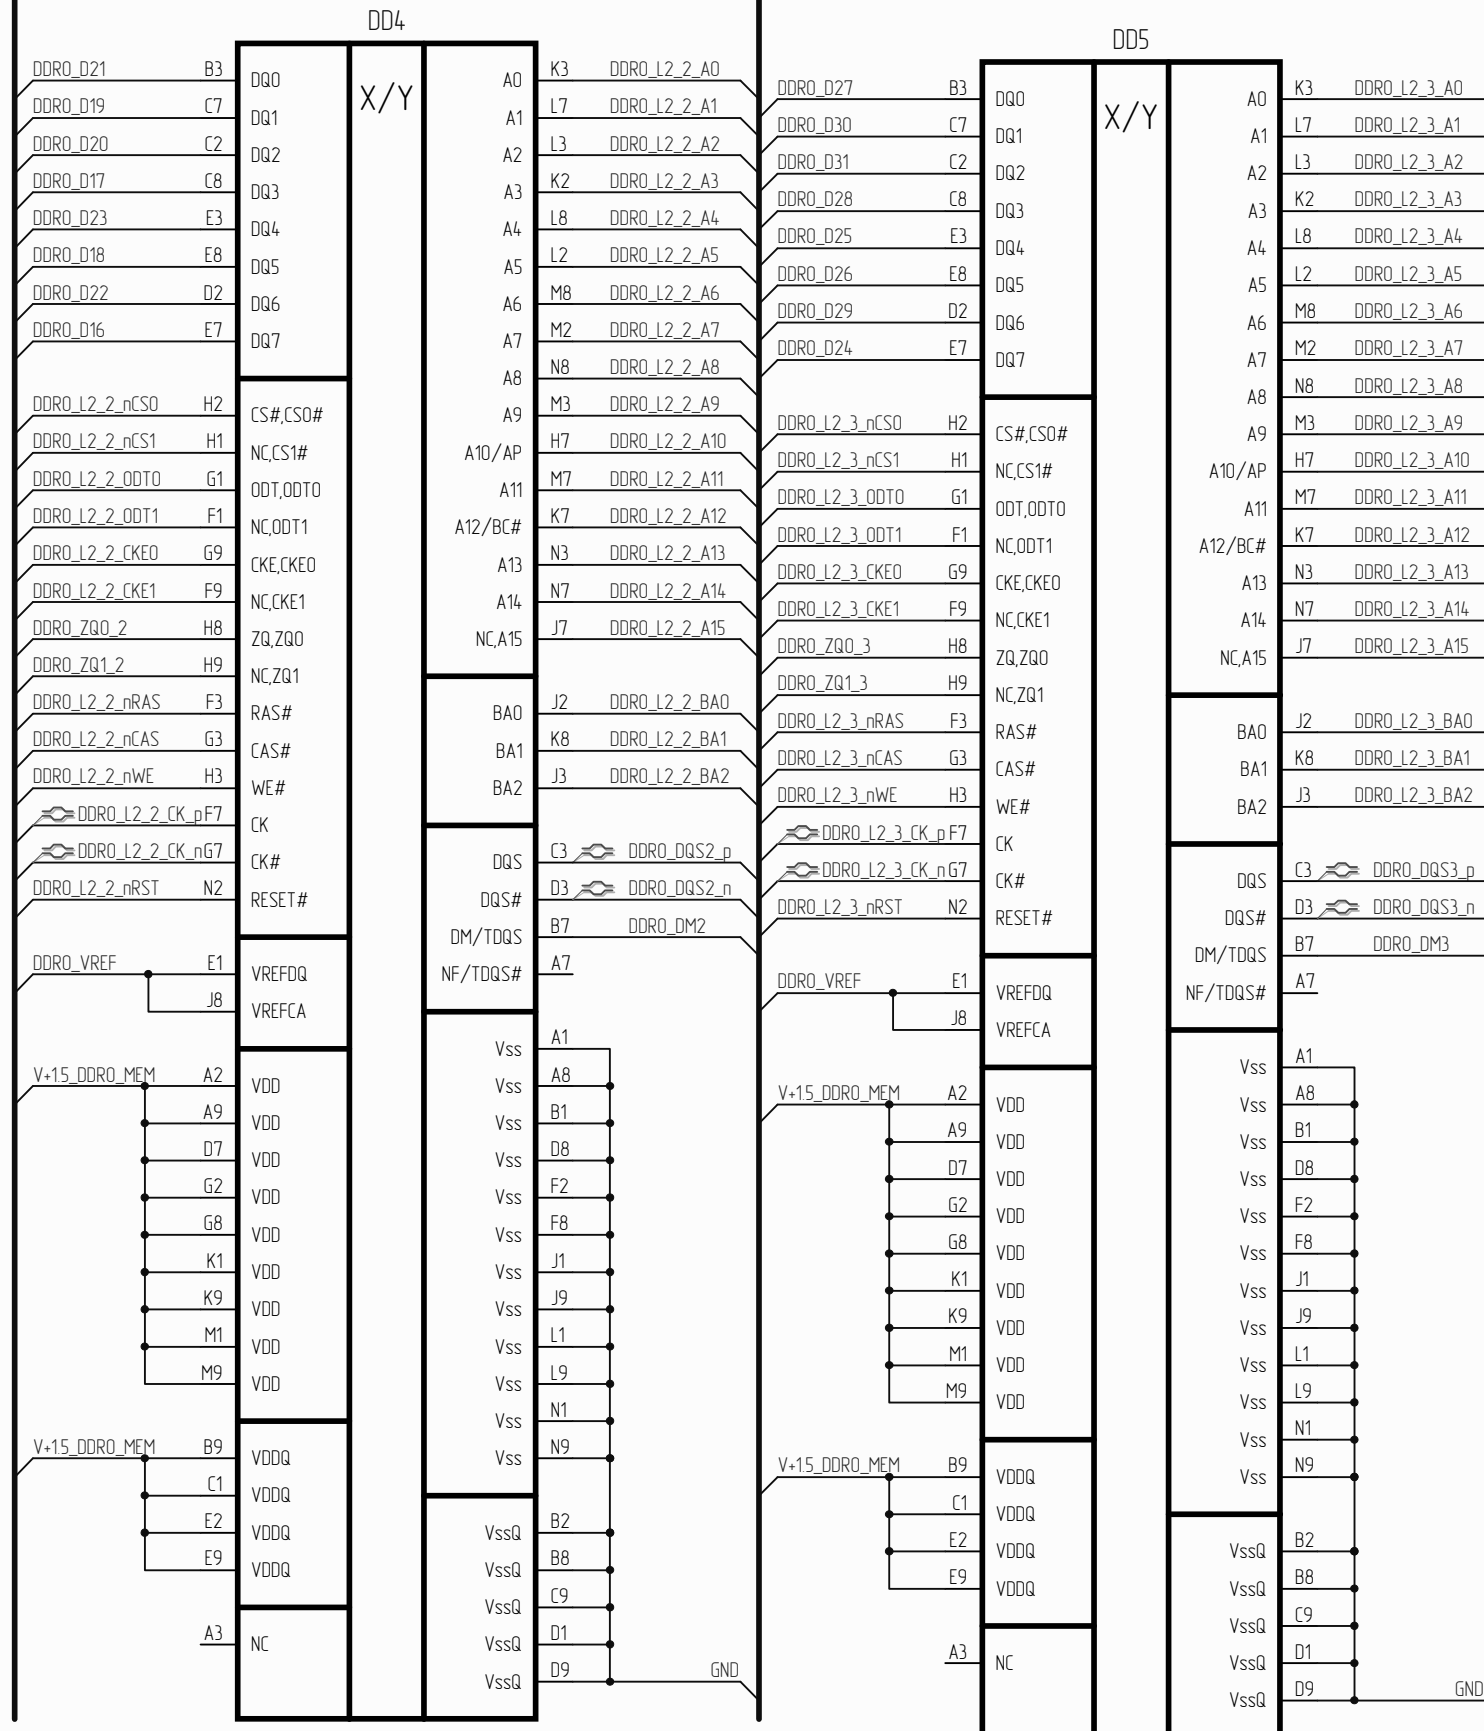 DD4
DDR0_D21 B3 DQ0 X/Y A0 K3 DDR0_L2_2_A0
DDR0_D19 C7 DQ1 A1 L7 DDR0_L2_2_A1
DDR0_D20 C2 DQ2 A2 L3 DDR0_L2_2_A2
DDR0_D17 C8 DQ3 A3 K2 DDR0_L2_2_A3
DDR0_D23 E3 DQ4 A4 L8 DDR0_L2_2_A4
DDR0_D18 E8 DQ5 A5 L2 DDR0_L2_2_A5
DDR0_D22 D2 DQ6 A6 M8 DDR0_L2_2_A6
DDR0_D16 E7 DQ7 A7 M2 DDR0_L2_2_A7
A8 N8 DDR0_L2_2_A8
DDR0_L2_2_nCS0 H2 CS#,CS0# A9 M3 DDR0_L2_2_A9
DDR0_L2_2_nCS1 H1 NC,CS1# A10/AP H7 DDR0_L2_2_A10
DDR0_L2_2_ODT0 G1 ODT,ODT0 A11 M7 DDR0_L2_2_A11
DDR0_L2_2_ODT1 F1 NC,ODT1 A12/BC# K7 DDR0_L2_2_A12
DDR0_L2_2_CKE0 G9 CKE,CKE0 A13 N3 DDR0_L2_2_A13
DDR0_L2_2_CKE1 F9 NC,CKE1 A14 N7 DDR0_L2_2_A14
DDR0_ZQ0_2 H8 ZQ,ZQ0 NC,A15 J7 DDR0_L2_2_A15
DDR0_ZQ1_2 H9 NC,ZQ1
DDR0_L2_2_nRAS F3 RAS# BA0 J2 DDR0_L2_2_BA0
DDR0_L2_2_nCAS G3 CAS# BA1 K8 DDR0_L2_2_BA1
DDR0_L2_2_nWE H3 WE# BA2 J3 DDR0_L2_2_BA2
DDR0_L2_2_CK_p F7 CK
DDR0_L2_2_CK_n G7 CK# DQS C3 DDR0_DQS2_p
DDR0_L2_2_nRST N2 RESET# DQS# D3 DDR0_DQS2_n
DM/TDQS B7 DDR0_DM2
DDR0_VREF E1 VREFDQ NF/TDQS# A7
J8 VREFCA
Vss A1
V+1.5_DDR0_MEM A2 VDD Vss A8
A9 VDD Vss B1
D7 VDD Vss D8
G2 VDD Vss F2
G8 VDD Vss F8
K1 VDD Vss J1
K9 VDD Vss J9
M1 VDD Vss L1
M9 VDD Vss L9
Vss N1
V+1.5_DDR0_MEM B9 VDDQ Vss N9
C1 VDDQ
E2 VDDQ VssQ B2
E9 VDDQ VssQ B8
VssQ C9
A3 NC VssQ D1
VssQ D9 GND
DD5
DDR0_D27 B3 DQ0 X/Y A0 K3 DDR0_L2_3_A0
DDR0_D30 C7 DQ1 A1 L7 DDR0_L2_3_A1
DDR0_D31 C2 DQ2 A2 L3 DDR0_L2_3_A2
DDR0_D28 C8 DQ3 A3 K2 DDR0_L2_3_A3
DDR0_D25 E3 DQ4 A4 L8 DDR0_L2_3_A4
DDR0_D26 E8 DQ5 A5 L2 DDR0_L2_3_A5
DDR0_D29 D2 DQ6 A6 M8 DDR0_L2_3_A6
DDR0_D24 E7 DQ7 A7 M2 DDR0_L2_3_A7
A8 N8 DDR0_L2_3_A8
DDR0_L2_3_nCS0 H2 CS#,CS0# A9 M3 DDR0_L2_3_A9
DDR0_L2_3_nCS1 H1 NC,CS1# A10/AP H7 DDR0_L2_3_A10
DDR0_L2_3_ODT0 G1 ODT,ODT0 A11 M7 DDR0_L2_3_A11
DDR0_L2_3_ODT1 F1 NC,ODT1 A12/BC# K7 DDR0_L2_3_A12
DDR0_L2_3_CKE0 G9 CKE,CKE0 A13 N3 DDR0_L2_3_A13
DDR0_L2_3_CKE1 F9 NC,CKE1 A14 N7 DDR0_L2_3_A14
DDR0_ZQ0_3 H8 ZQ,ZQ0 NC,A15 J7 DDR0_L2_3_A15
DDR0_ZQ1_3 H9 NC,ZQ1
DDR0_L2_3_nRAS F3 RAS# BA0 J2 DDR0_L2_3_BA0
DDR0_L2_3_nCAS G3 CAS# BA1 K8 DDR0_L2_3_BA1
DDR0_L2_3_nWE H3 WE# BA2 J3 DDR0_L2_3_BA2
DDR0_L2_3_CK_p F7 CK
DDR0_L2_3_CK_n G7 CK# DQS C3 DDR0_DQS3_p
DDR0_L2_3_nRST N2 RESET# DQS# D3 DDR0_DQS3_n
DM/TDQS B7 DDR0_DM3
DDR0_VREF E1 VREFDQ NF/TDQS# A7
J8 VREFCA
Vss A1
V+1.5_DDR0_MEM A2 VDD Vss A8
A9 VDD Vss B1
D7 VDD Vss D8
G2 VDD Vss F2
G8 VDD Vss F8
K1 VDD Vss J1
K9 VDD Vss J9
M1 VDD Vss L1
M9 VDD Vss L9
Vss N1
V+1.5_DDR0_MEM B9 VDDQ Vss N9
C1 VDDQ
E2 VDDQ VssQ B2
E9 VDDQ VssQ B8
VssQ C9
A3 NC VssQ D1
VssQ D9 GND